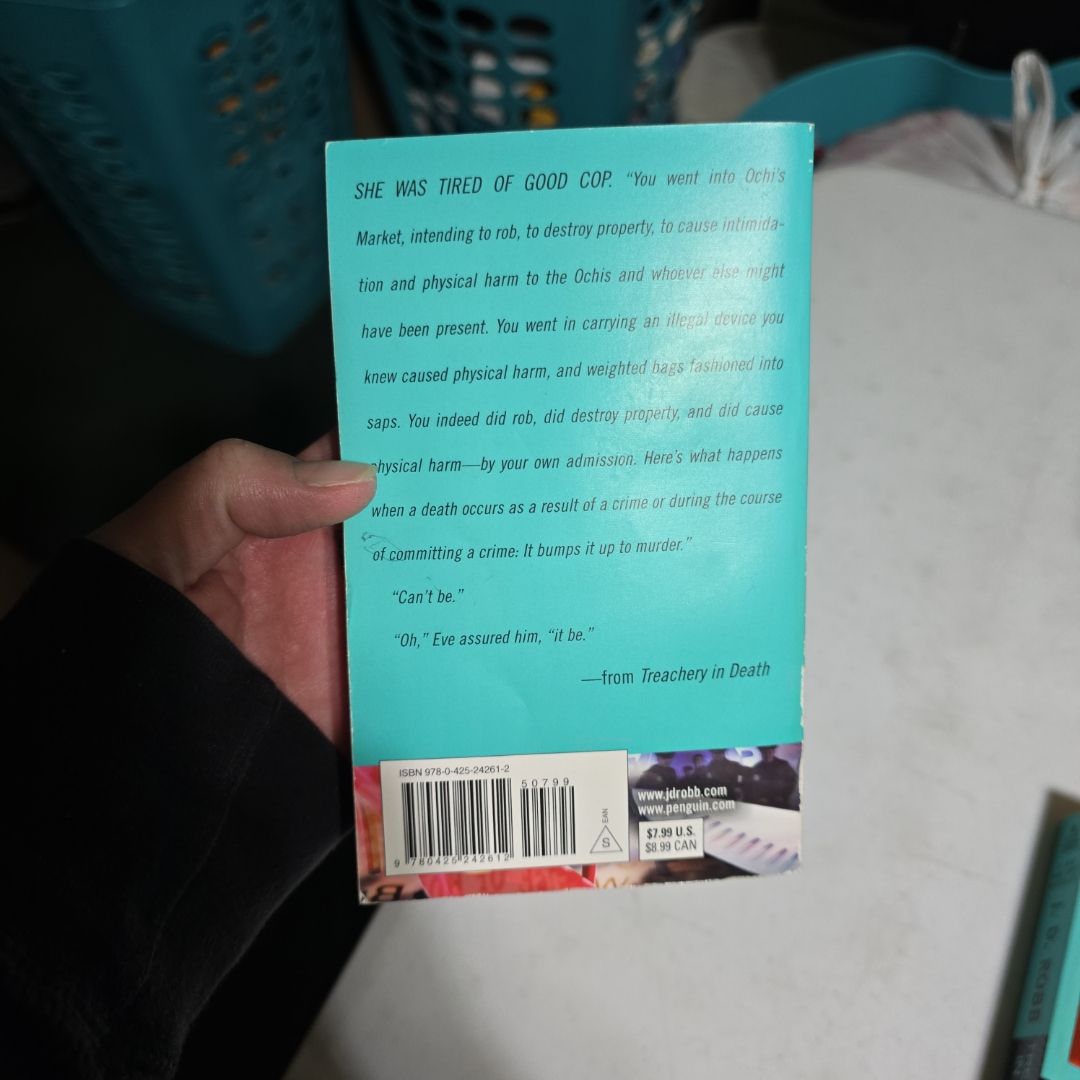 SHE WAS TIRED OF GOOD COP. "You went into Ochi's
Market, intending to rob, to destroy property, to cause intimida-
tion and physical harm to the Ochis and whoever else might
have been present. You went in carrying an illegal device you
knew caused physical harm, and weighted bags fashioned into
saps. You indeed did rob, did destroy property, and did cause
physical harm—by your own admission. Here's what happens
when a death occurs as a result of a crime or during the course
of committing a crime: It bumps it up to murder."
"Can't be."
"Oh," Eve assured him, "it be."
—from Treachery in Death
ISBN 978-0-425-24261-2
50799
9 780425 242612
EAN
S
www.jdrobb.com
www.penguin.com
$7.99 U.S.
$8.99 CAN
J. D. ROBB